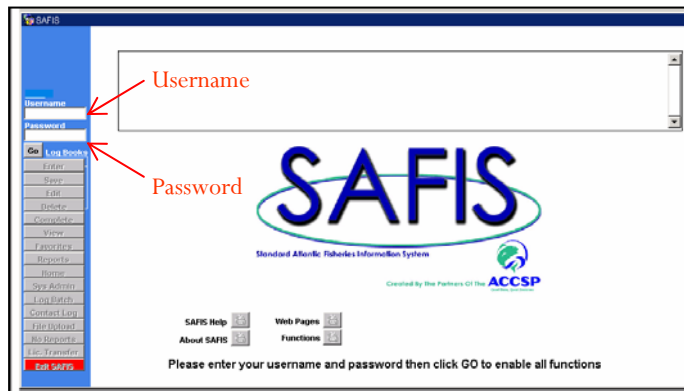 SAFIS
Username
Username
Password
Go Log Books
Password
Enter
Save
Edit
Delete
Complete
View
Favorites
Reports
Home
Sys Admin
Log Batch
Contact Log
File Upload
No Reports
Lic. Transfer
Exit SAFIS
SAFIS
Standard Atlantic Fisheries Information System
Created by the Partners Of the ACCSP
SAFIS Help Web Pages
About SAFIS Functions
Please enter your username and password then click GO to enable all functions